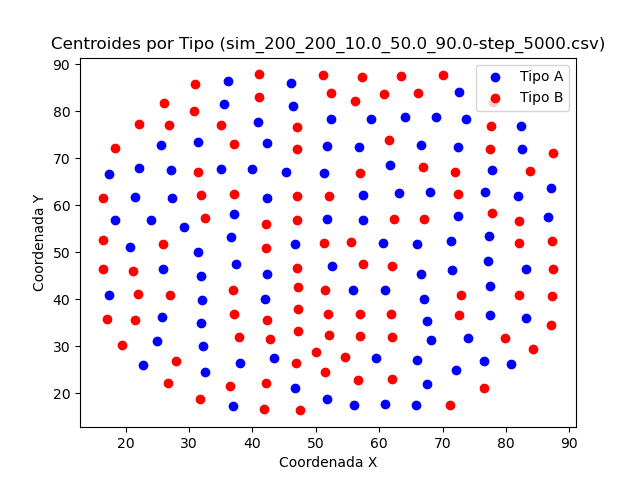 Centroides por Tipo (sim_200_200_10.0_50.0_90.0-step_5000.csv)
Tipo A
Tipo B
90
80
70
60
50
40
30
20
Coordenada Y
20 30 40 50 60 70 80 90
Coordenada X